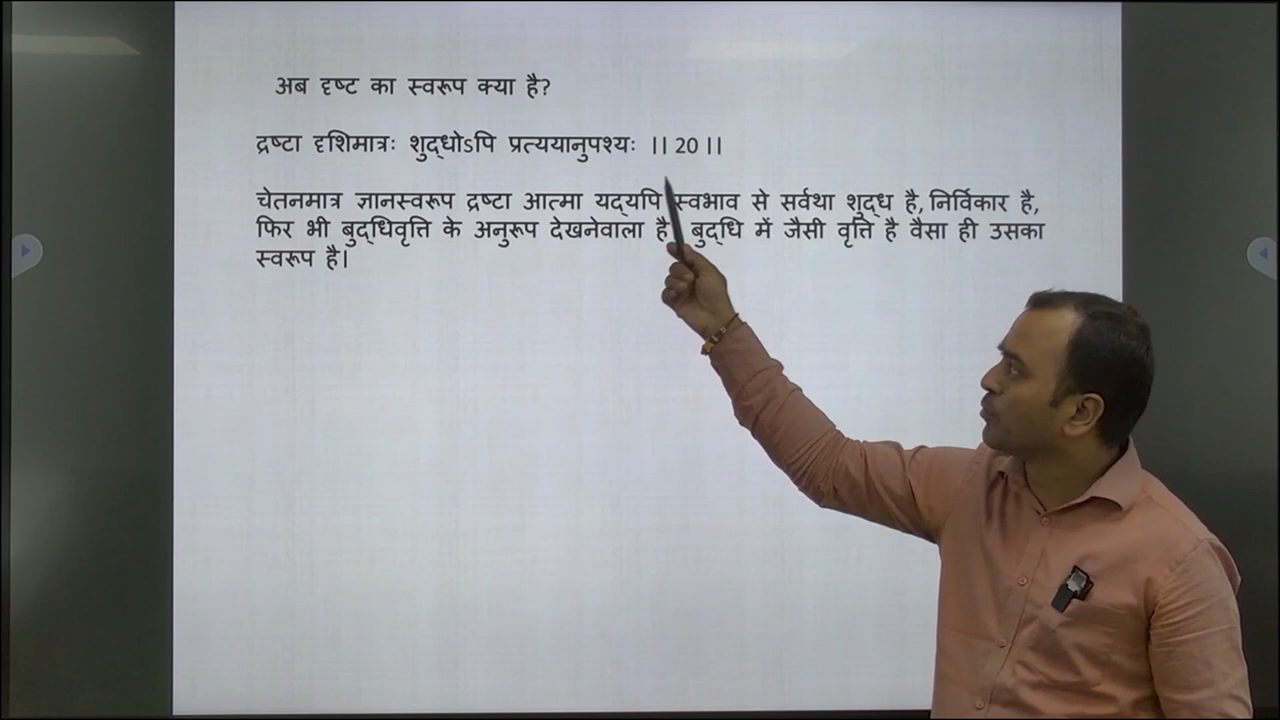 अब दृष्ट का स्वरूप क्या है?
द्रष्टा दृशिमात्रः शुद्धोऽपि प्रत्ययानुपश्यः ।। 20 ।।
चेतनमात्र ज्ञानस्वरूप द्रष्टा आत्मा यद्यपि स्वभाव से सर्वथा शुद्ध है, निर्विकार है,
फिर भी बुद्धिवृत्ति के अनुरूप देखनेवाला है बुद्धि में जैसी वृत्ति है वैसा ही उसका
स्वरूप है।